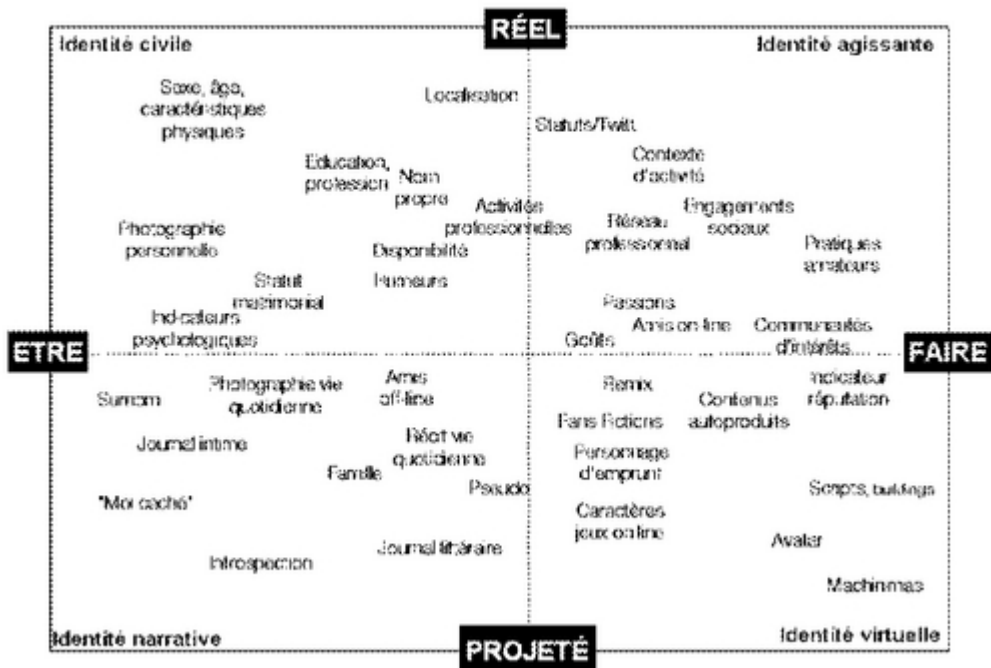 RÉEL
Identité civile
Identité agissante
Sexe, âge,
caractéristiques
physiques
Localisation
Statuts/Twitt
Contexte
d'activité
Education,
profession
Nom
propre
Activités
professionnelles
Réseau
professionnel
Engagements
sociaux
Pratiques
amateurs
Photographie
personnelle
Disponibilité
Humeurs
Statut
matrimonial
Passions
Indicateurs
psychologiques
Goûts
Amis on-line
Communautés
d'intérêts
ETRE
FAIRE
Surnom
Photographie vie
quotidienne
Amis
off-line
Remix
Contenus
autoproduits
Indicateur
réputation
Fans Fictions
Journal intime
Récit vie
quotidienne
Famille
Personnage
d'emprunt
Pseudo
"Moi caché"
Scripts, buildings
Caractères
jeux on line
Introspection
Journal littéraire
Avatar
Machinimas
Identité narrative
PROJETÉ
Identité virtuelle